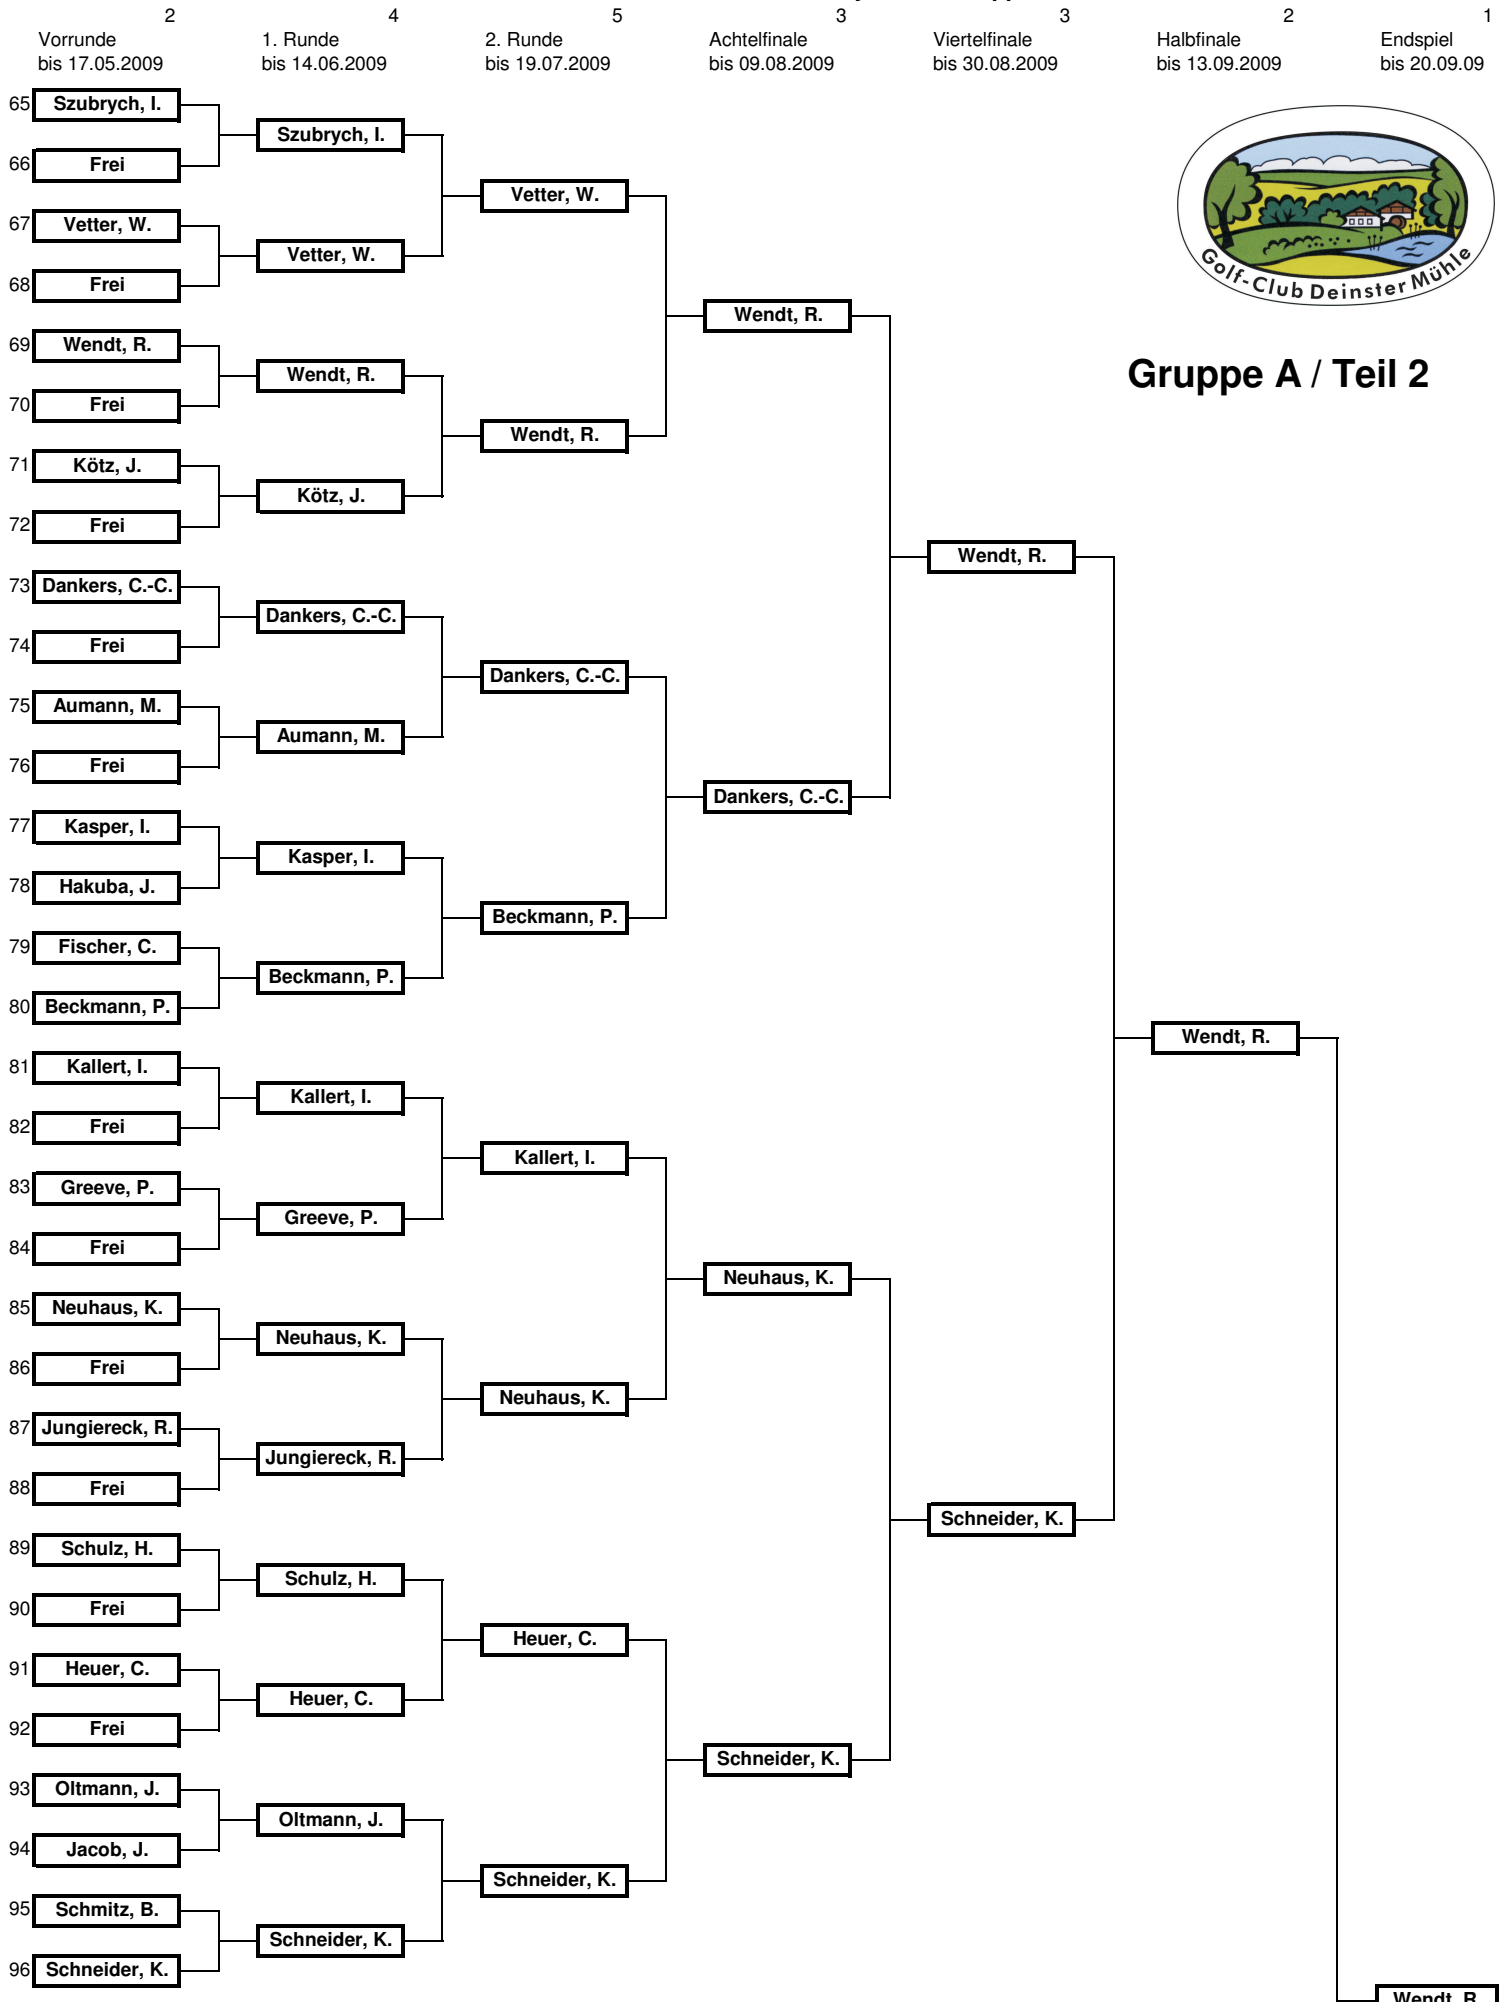 2 4 5 3 3 2 1
Vorrunde 1. Runde 2. Runde Achtelfinale Viertelfinale Halbfinale Endspiel
bis 17.05.2009 bis 14.06.2009 bis 19.07.2009 bis 09.08.2009 bis 30.08.2009 bis 13.09.2009 bis 20.09.09
65 Szubrych, I.
Szubrych, I.
66 Frei
Vetter, W.
67 Vetter, W.
Vetter, W.
68 Frei
Golf-Club Deinster Mühle
Wendt, R.
69 Wendt, R.
Wendt, R.
Gruppe A / Teil 2
70 Frei
Wendt, R.
71 Kötz, J.
Kötz, J.
72 Frei
Wendt, R.
73 Dankers, C.-C.
Dankers, C.-C.
74 Frei
Dankers, C.-C.
75 Aumann, M.
Aumann, M.
76 Frei
Dankers, C.-C.
77 Kasper, I.
Kasper, I.
78 Hakuba, J.
Beckmann, P.
79 Fischer, C.
Beckmann, P.
80 Beckmann, P.
Wendt, R.
81 Kallert, I.
Kallert, I.
82 Frei
Kallert, I.
83 Greeve, P.
Greeve, P.
84 Frei
Neuhaus, K.
85 Neuhaus, K.
Neuhaus, K.
86 Frei
Neuhaus, K.
87 Jungiereck, R.
Jungiereck, R.
88 Frei
Schneider, K.
89 Schulz, H.
Schulz, H.
90 Frei
Heuer, C.
91 Heuer, C.
Heuer, C.
92 Frei
Schneider, K.
93 Oltmann, J.
Oltmann, J.
94 Jacob, J.
Schneider, K.
95 Schmitz, B.
Schneider, K.
96 Schneider, K.
Wendt, R.